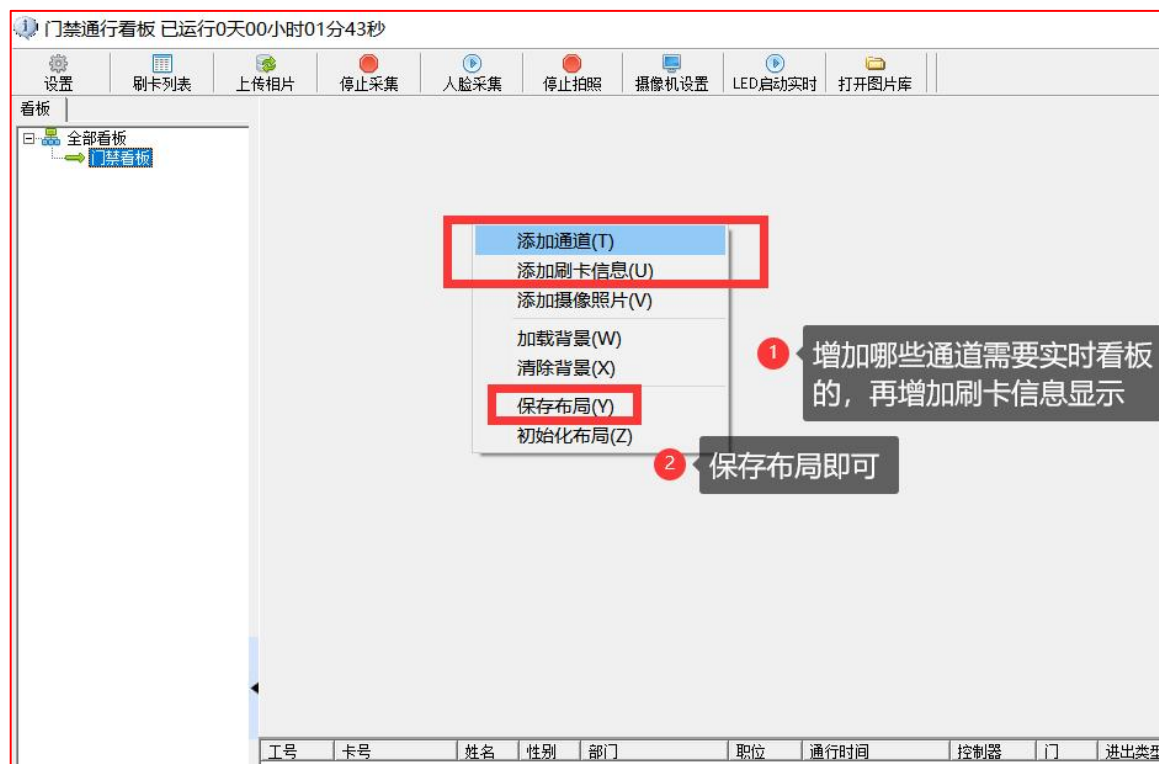 门禁通行看板 已运行0天00小时01分43秒
设置 刷卡列表 上传相片 停止采集 人脸采集 停止拍照 摄像机设置 LED启动实时 打开图片库
看板
全部看板
门禁看板
添加通道(T)
添加刷卡信息(U)
添加摄像照片(V)
加载背景(W)
清除背景(X)
保存布局(Y)
初始化布局(Z)
1 增加哪些通道需要实时看板
的，再增加刷卡信息显示
2 保存布局即可
工号 卡号 姓名 性别 部门 职位 通行时间 控制器 门 进出类型